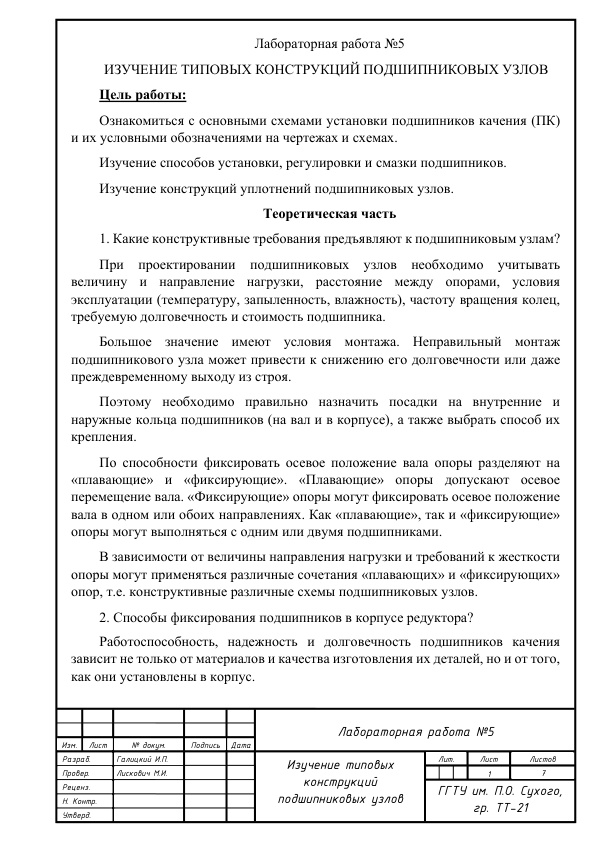 Лабораторная работа №5
ИЗУЧЕНИЕ ТИПОВЫХ КОНСТРУКЦИЙ ПОДШИПНИКОВЫХ УЗЛОВ
Цель работы:
Ознакомиться с основными схемами установки подшипников качения (ПК)
и их условными обозначениями на чертежах и схемах.
Изучение способов установки, регулировки и смазки подшипников.
Изучение конструкций уплотнений подшипниковых узлов.
Теоретическая часть
1. Какие конструктивные требования предъявляют к подшипниковым узлам?
При проектировании подшипниковых узлов необходимо учитывать
величину и направление нагрузки, расстояние между опорами, условия
эксплуатации (температуру, запыленность, влажность), частоту вращения колец,
требуемую долговечность и стоимость подшипника.
Большое значение имеют условия монтажа. Неправильный монтаж
подшипникового узла может привести к снижению его долговечности или даже
преждевременному выходу из строя.
Поэтому необходимо правильно назначить посадки на внутренние и
наружные кольца подшипников (на вал и в корпусе), а также выбрать способ их
крепления.
По способности фиксировать осевое положение вала опоры разделяют на
«плавающие» и «фиксирующие». «Плавающие» опоры допускают осевое
перемещение вала. «Фиксирующие» опоры могут фиксировать осевое положение
вала в одном или обоих направлениях. Как «плавающие», так и «фиксирующие»
опоры могут выполняться с одним или двумя подшипниками.
В зависимости от величины направления нагрузки и требований к жесткости
опоры могут применяться различные сочетания «плавающих» и «фиксирующих»
опор, т.е. конструктивные различные схемы подшипниковых узлов.
2. Способы фиксирования подшипников в корпусе редуктора?
Работоспособность, надежность и долговечность подшипников качения
зависит не только от материалов и качества изготовления их деталей, но и от того,
как они установлены в корпус.
Лабораторная работа №5
Изм. Лист № докум. Подпись Дата
Разраб. Галицкий И.П.
Провер. Лискович М.И.
Реценз.
Н. Контр.
Утверд.
Изучение типовых
конструкций
подшипниковых узлов
Лит. Лист Листов
1 7
ГГТУ им. П.О. Сухого,
гр. ТТ-21